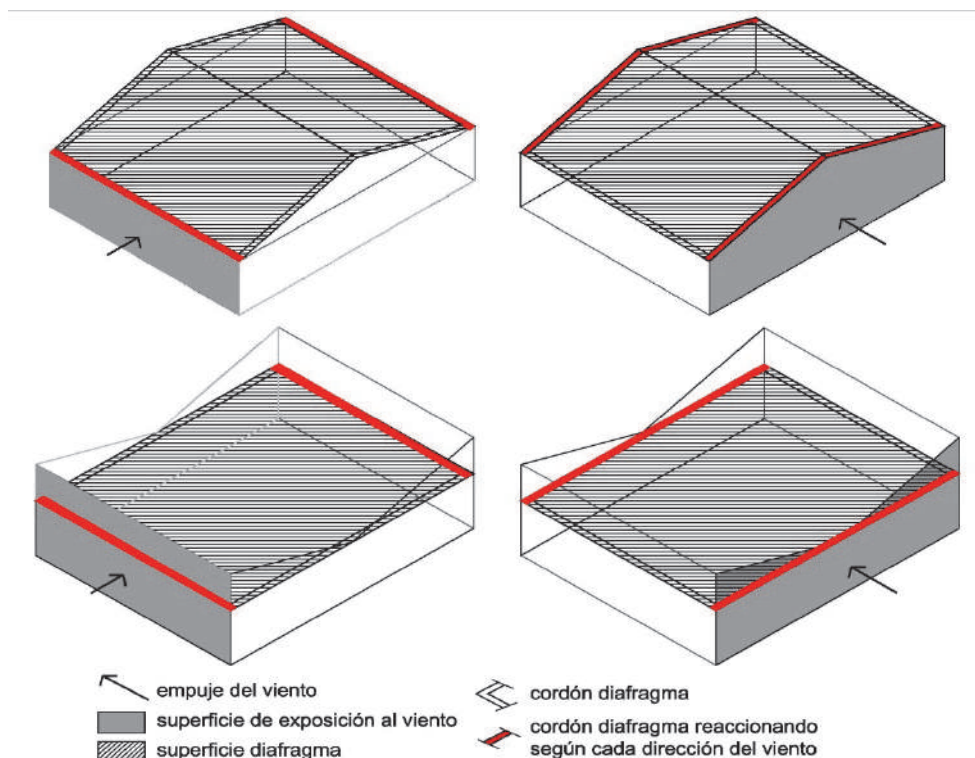 empuje del viento
superficie de exposición al viento
superficie diafragma
cordón diafragma
cordón diafragma reaccionando
según cada dirección del viento